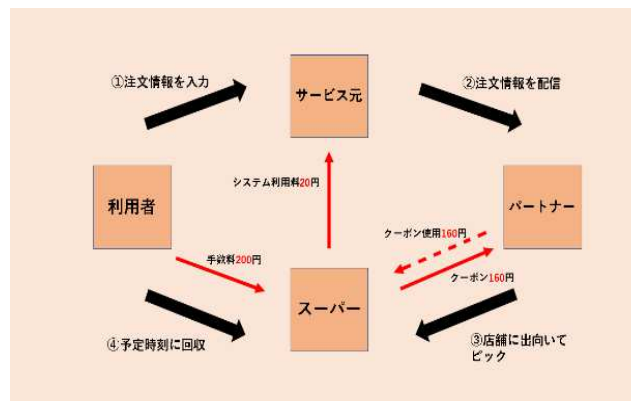 ①注文情報を入力
サービス元
②注文情報を配信
システム利用料20円
利用者
パートナー
クーポン使用160円
手数料200円
クーポン160円
スーパー
④予定時刻に回収
③店舗に出向いて
ピック